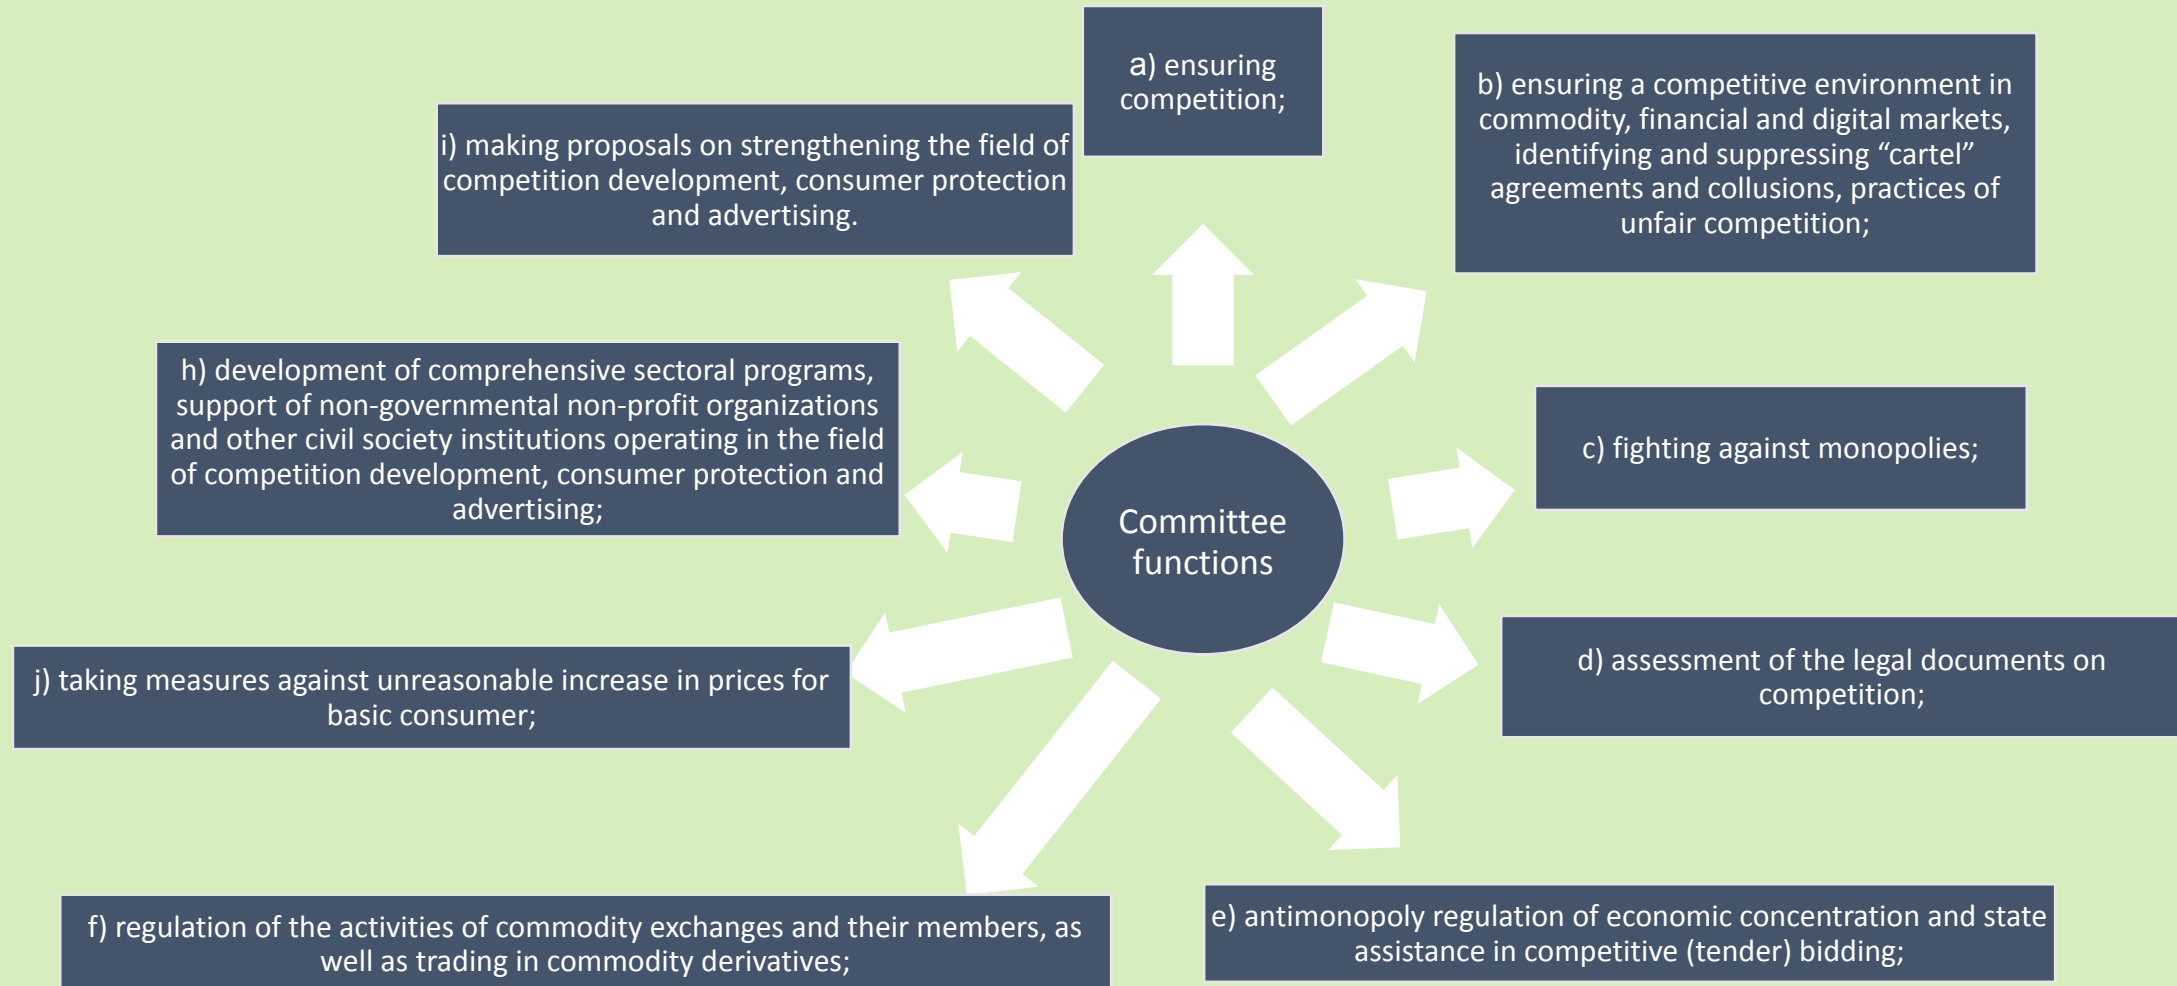 a) ensuring
competition;
b) ensuring a competitive environment in
commodity, financial and digital markets,
identifying and suppressing “cartel”
agreements and collusions, practices of
unfair competition;
c) fighting against monopolies;
d) assessment of the legal documents on
competition;
e) antimonopoly regulation of economic concentration and state
assistance in competitive (tender) bidding;
f) regulation of the activities of commodity exchanges and their members, as
well as trading in commodity derivatives;
j) taking measures against unreasonable increase in prices for
basic consumer;
h) development of comprehensive sectoral programs,
support of non-governmental non-profit organizations
and other civil society institutions operating in the field
of competition development, consumer protection and
advertising;
i) making proposals on strengthening the field of
competition development, consumer protection
and advertising.
Committee
functions